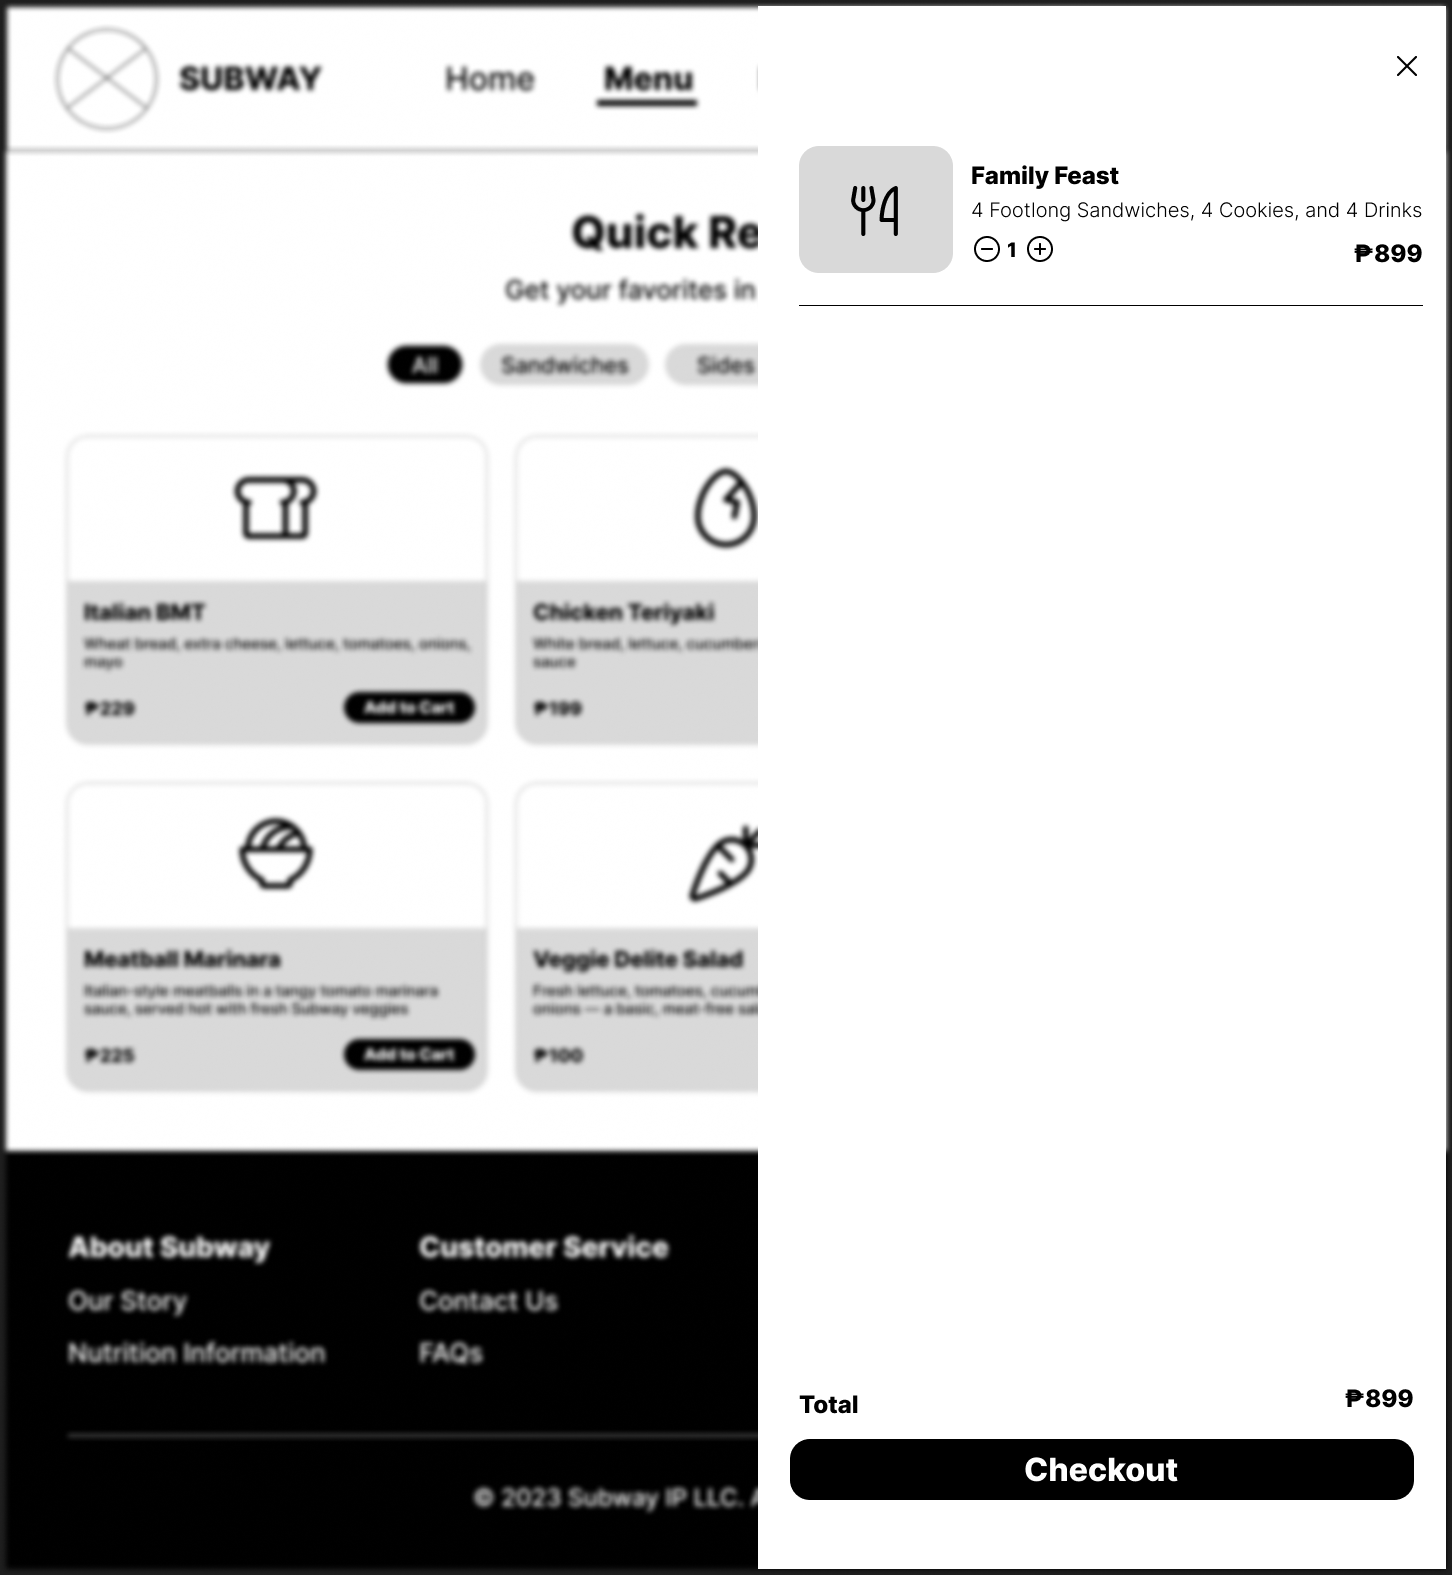 SUBWAY
Home
Menu
Quick Re
Get your favorites in
All
Sandwiches
Sides
Italian BMT
Wheat bread, extra cheese, lettuce, tomatoes, onions,
mayo
₱229
Add to Cart
Chicken Teriyaki
White bread, lettuce, cucumber
sauce
₱199
Meatball Marinara
Italian-style meatballs in a tangy tomato marinara
sauce, served hot with fresh Subway veggies
₱225
Add to Cart
Veggie Delite Salad
Fresh lettuce, tomatoes, cucum
onions — a basic, meat-free sal
₱100
About Subway
Our Story
Nutrition Information
Customer Service
Contact Us
FAQs
© 2023 Subway IP LLC. A
Family Feast
4 Footlong Sandwiches, 4 Cookies, and 4 Drinks
1
₱899
Total
₱899
Checkout